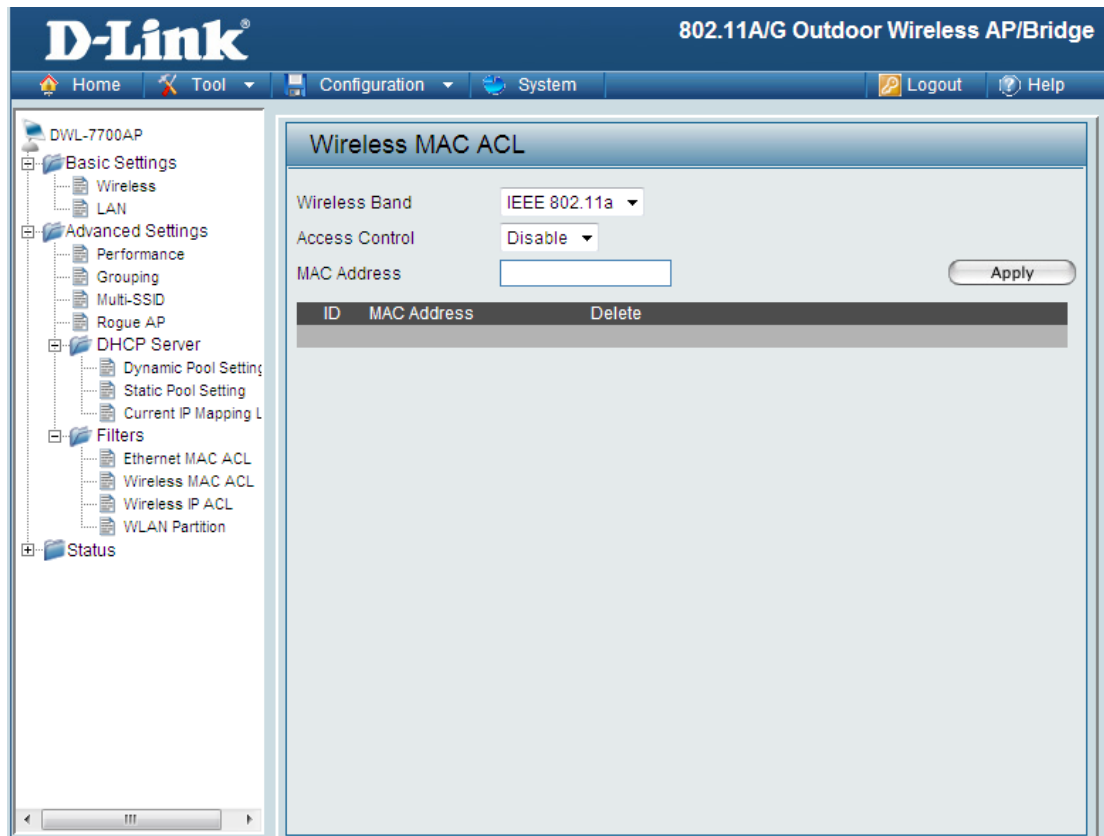 D-Link®
802.11A/G Outdoor Wireless AP/Bridge
Home Tool Configuration System Logout Help
DWL-7700AP
Basic Settings
Wireless
LAN
Advanced Settings
Performance
Grouping
Multi-SSID
Rogue AP
DHCP Server
Dynamic Pool Setting
Static Pool Setting
Current IP Mapping L
Filters
Ethernet MAC ACL
Wireless MAC ACL
Wireless IP ACL
WLAN Partition
Status
Wireless MAC ACL
Wireless Band IEEE 802.11a
Access Control Disable
MAC Address Apply
ID MAC Address Delete